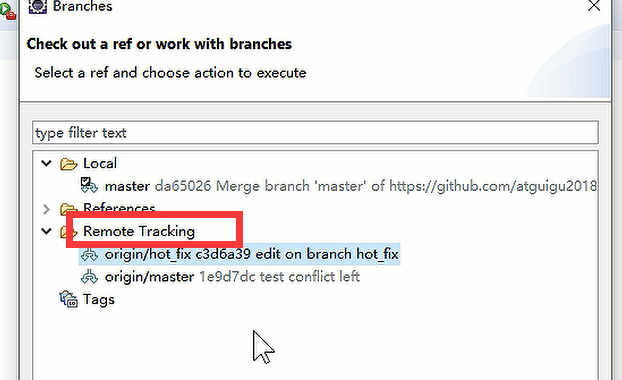 Branches
Check out a ref or work with branches
Select a ref and choose action to execute
type filter text
Local
master da65026 Merge branch 'master' of https://github.com/atguigu2018
References
Remote Tracking
origin/hot_fix c3d6a39 edit on branch hot_fix
origin/master 1e9d7dc test conflict left
Tags